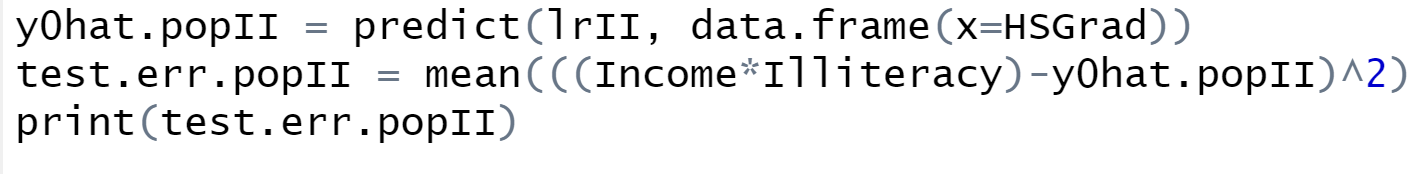 y0hat.popII = predict(lrII, data.frame(x=HSGrad))
test.err.popII = mean(((Income*Illiteracy)-y0hat.popII)^2)
print(test.err.popII)